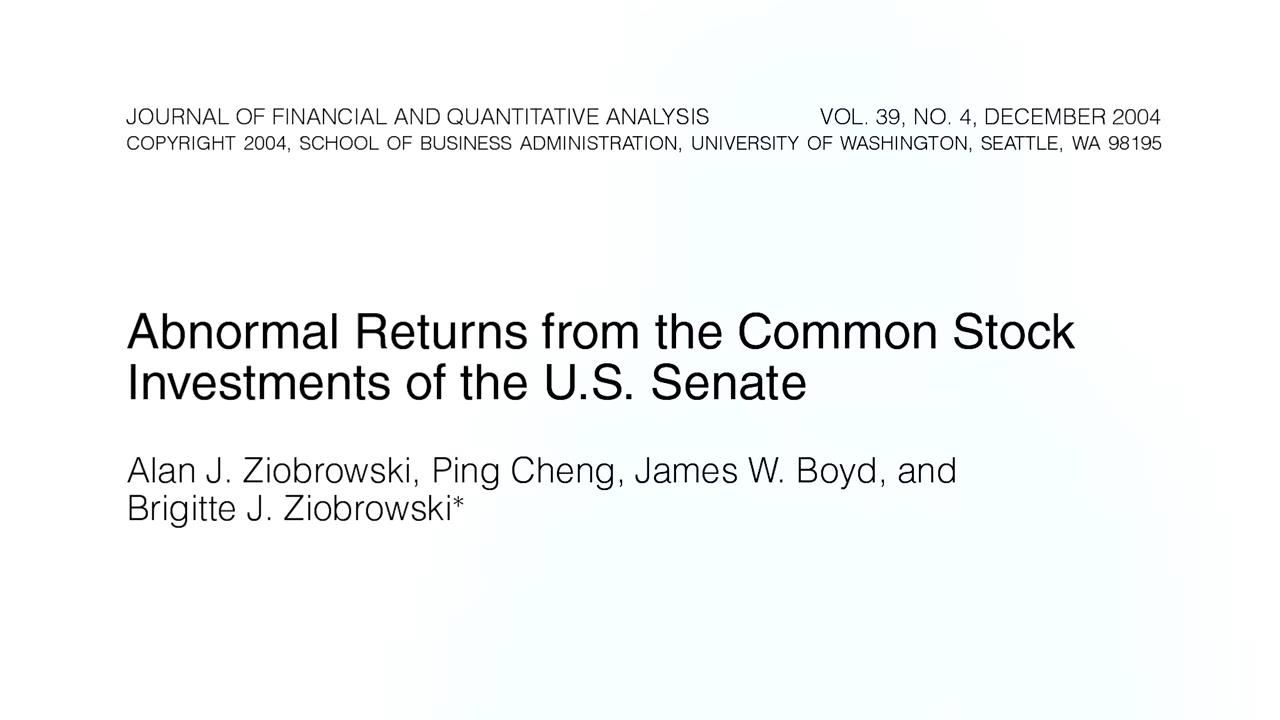 JOURNAL OF FINANCIAL AND QUANTITATIVE ANALYSIS VOL. 39, NO. 4, DECEMBER 2004
COPYRIGHT 2004, SCHOOL OF BUSINESS ADMINISTRATION, UNIVERSITY OF WASHINGTON, SEATTLE, WA 98195
Abnormal Returns from the Common Stock
Investments of the U.S. Senate
Alan J. Ziobrowski, Ping Cheng, James W. Boyd, and
Brigitte J. Ziobrowski*